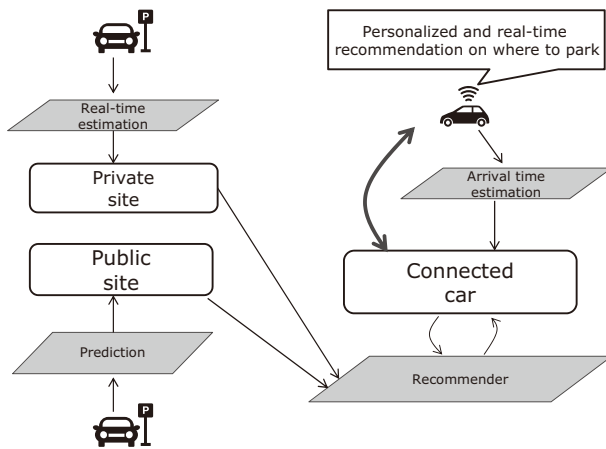 P
Real-time
estimation
Private
site
Public
site
Prediction
P
Personalized and real-time
recommendation on where to park
Arrival time
estimation
Connected
car
Recommender